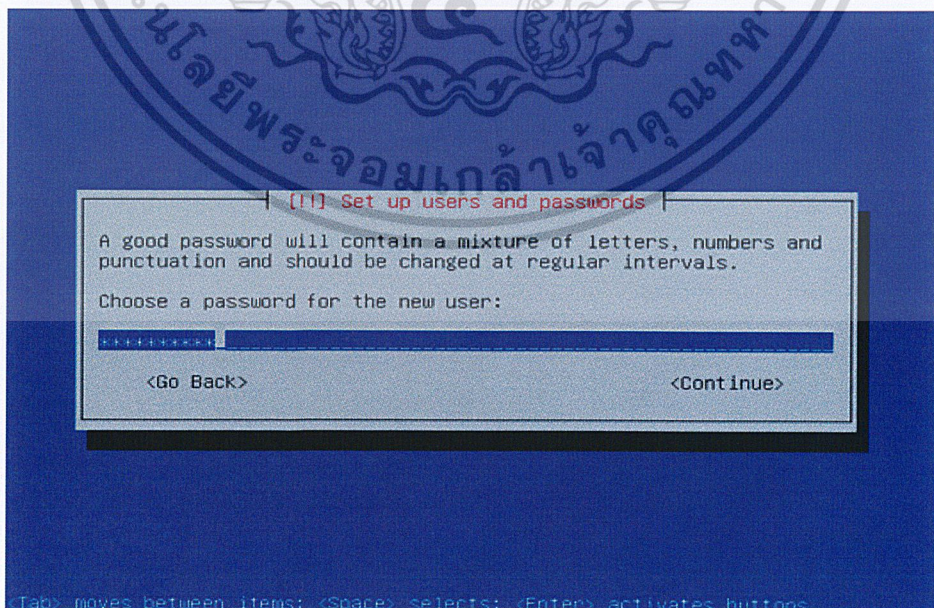 นโลยีพระจอมเกล้าเจ้าคุณทหา
[!!] Set up users and passwords
A good password will contain a mixture of letters, numbers and
punctuation and should be changed at regular intervals.
Choose a password for the new user:
**********
<Go Back> <Continue>
<Tab> moves between items; <Space> selects; <Enter> activates buttons